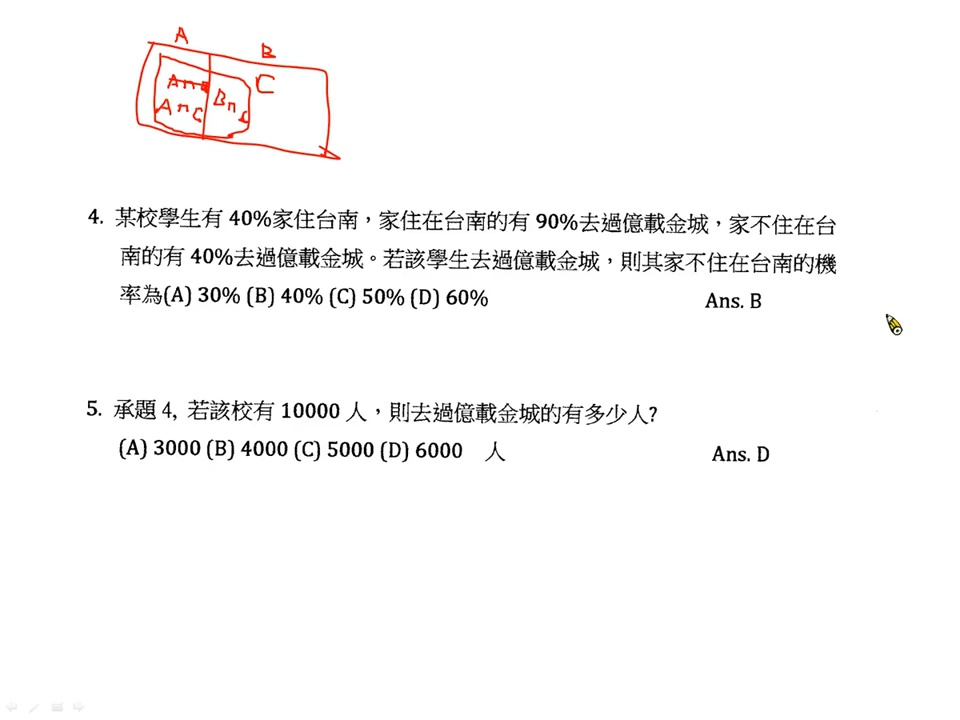 A
B
C
A∩C
B∩C
4. 某校學生有 40%家住台南，家住在台南的有 90%去過億載金城，家不住在台
南的有 40%去過億載金城。若該學生去過億載金城，則其家不住在台南的機
率為(A) 30% (B) 40% (C) 50% (D) 60% Ans. B
5. 承題 4, 若該校有 10000 人，則去過億載金城的有多少人?
(A) 3000 (B) 4000 (C) 5000 (D) 6000 人 Ans. D